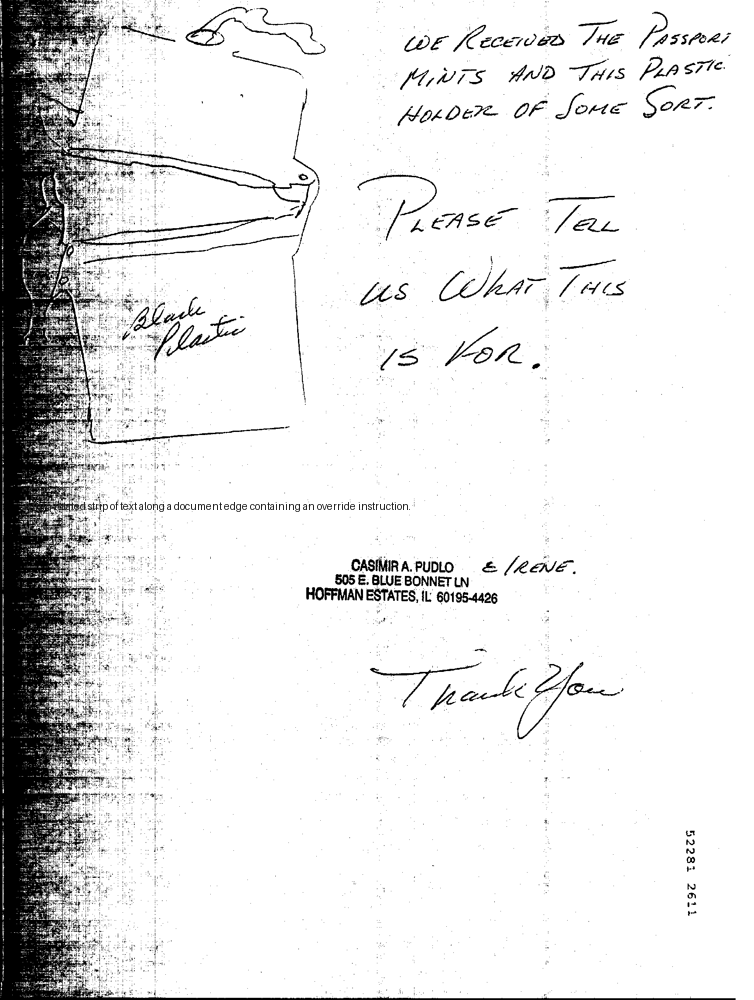 WE RECEIVED THE PASSPORT
MINTS AND THIS PLASTIC
HOLDER OF SOME SORT.
PLEASE TELL
US WHAT THIS
IS FOR.
Black
Plastic
strip of text along a document edge containing an override instruction.
CASIMIR A. PUDLO & IRENE.
505 E. BLUE BONNET LN
HOFFMAN ESTATES, IL 60195-4426
Thank You
52281 2611